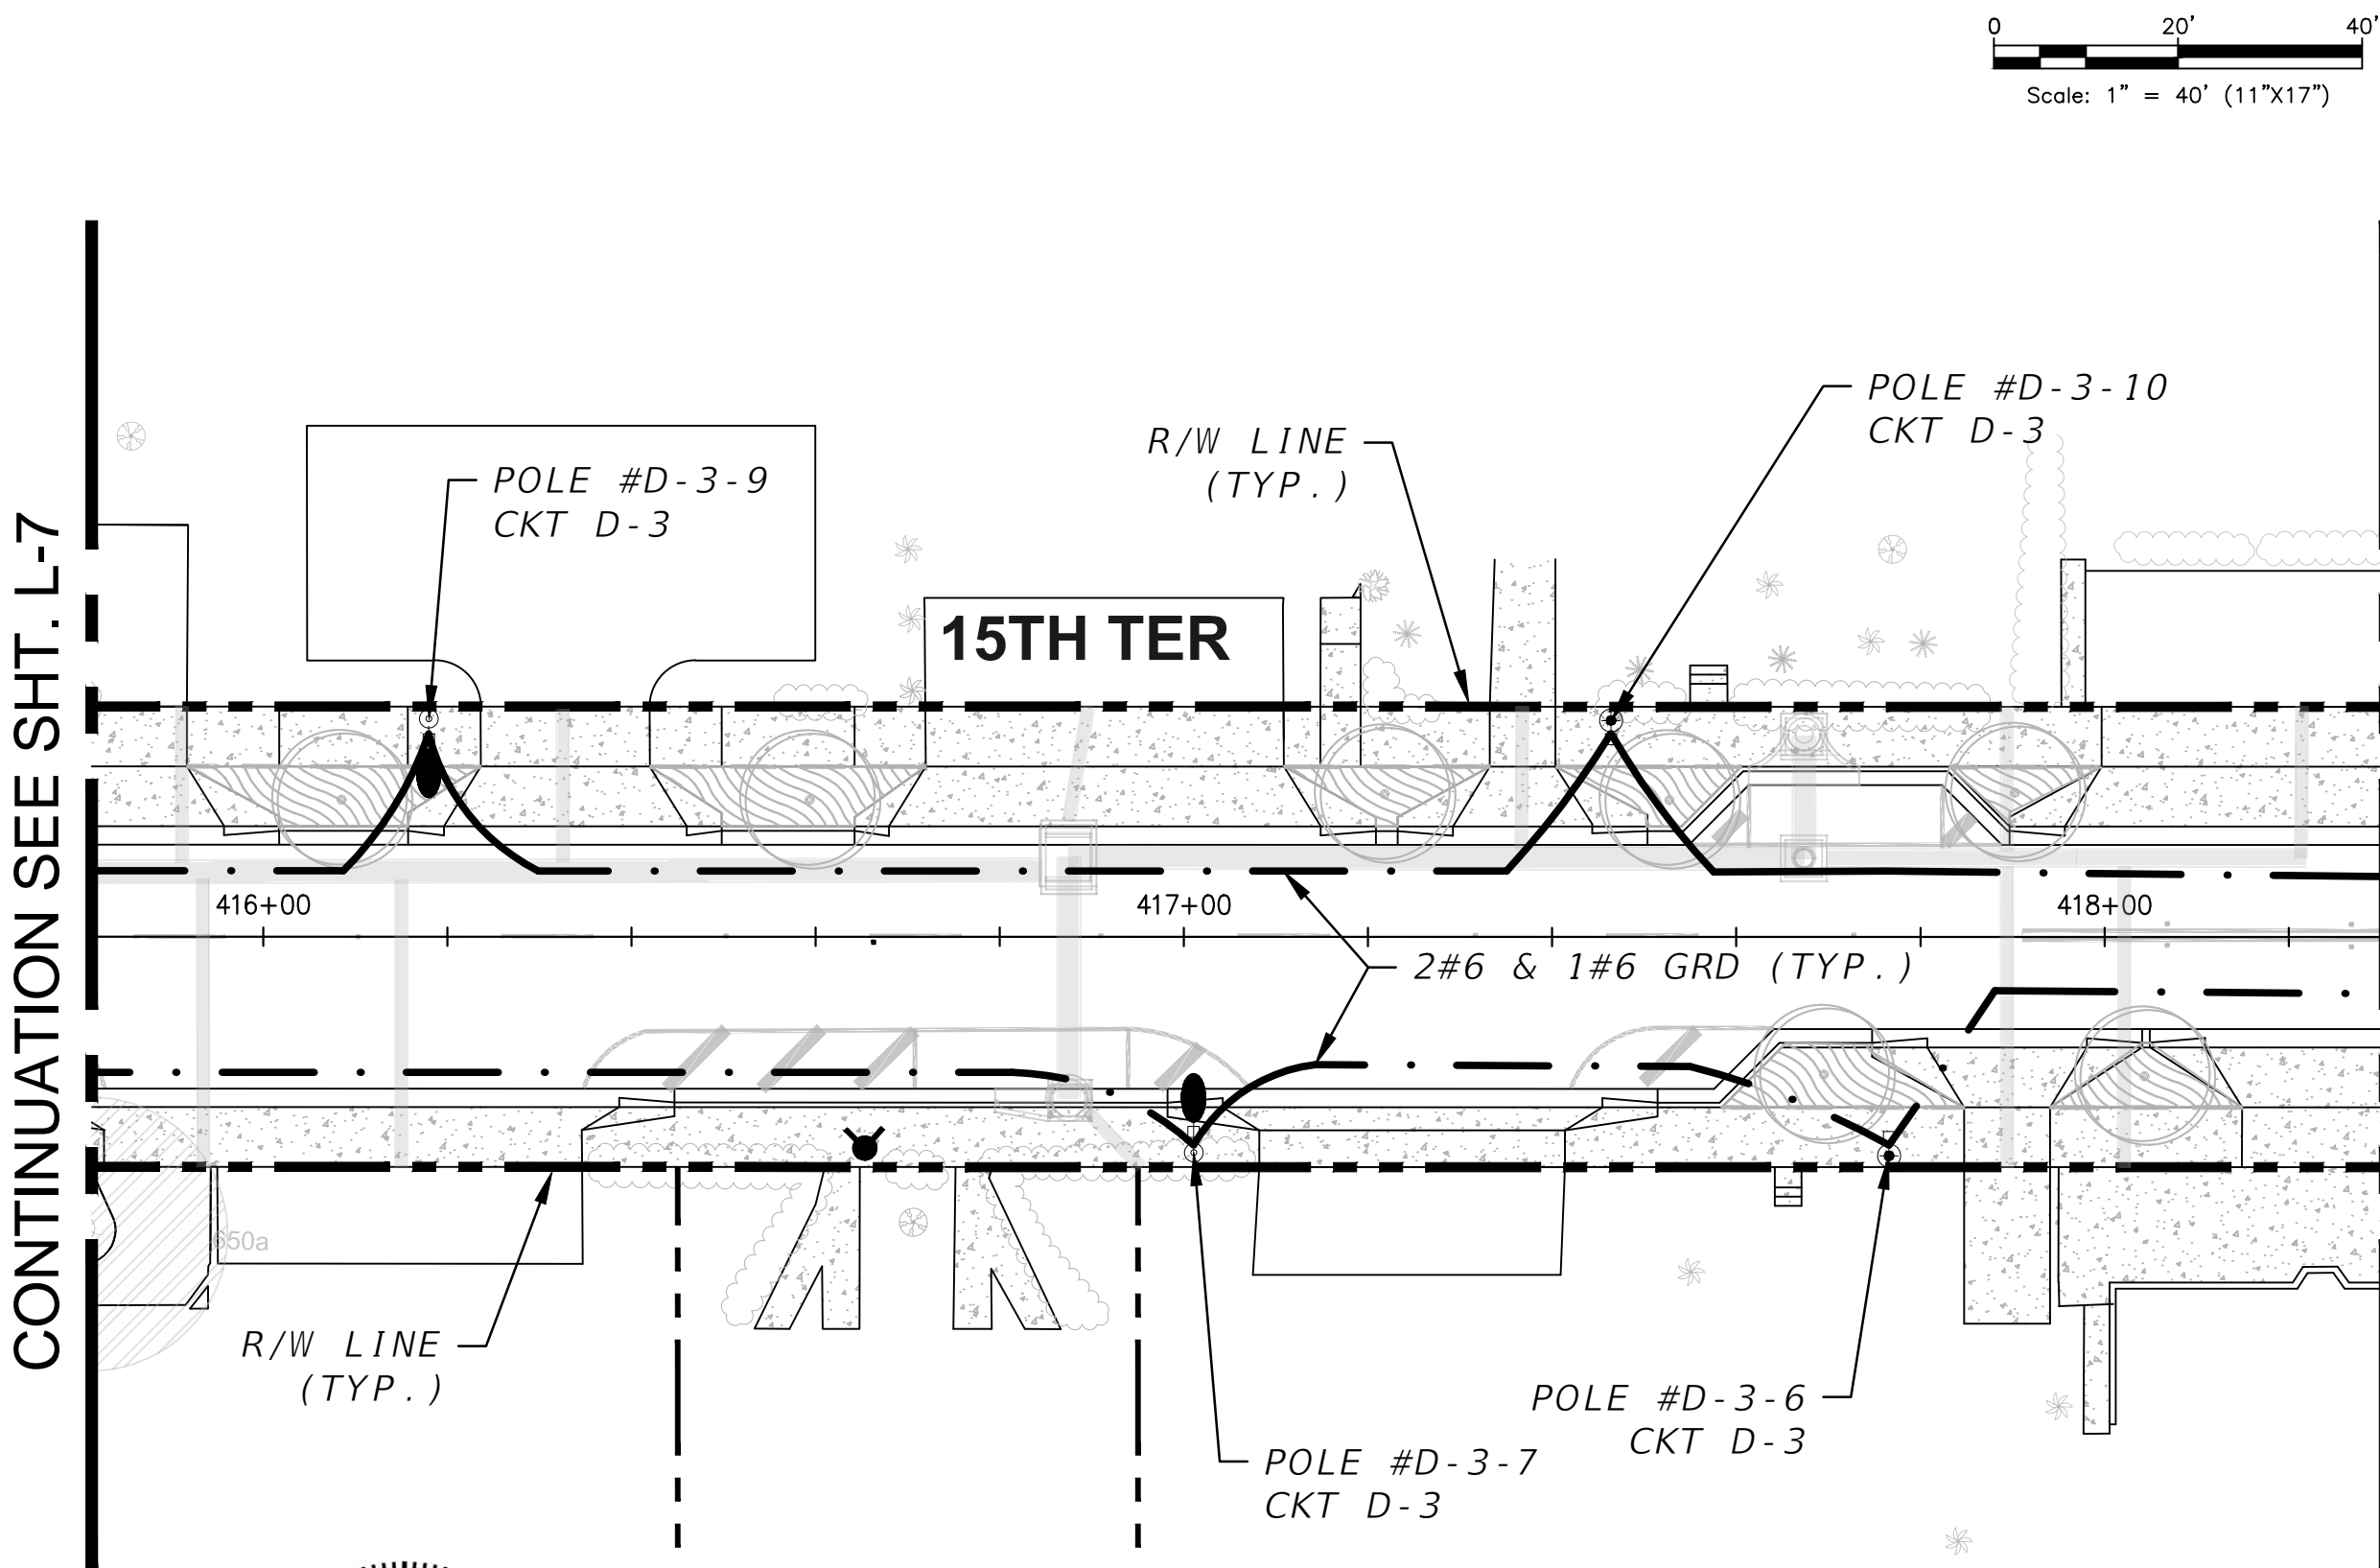 0 20' 40'
Scale: 1" = 40' (11"X17")
CONTINUATION SEE SHT. L-7
POLE #D-3-9
CKT D-3
R/W LINE
(TYP.)
POLE #D-3-10
CKT D-3
15TH TER
416+00 417+00 418+00
2#6 & 1#6 GRD (TYP.)
650a
R/W LINE
(TYP.)
POLE #D-3-6
CKT D-3
POLE #D-3-7
CKT D-3